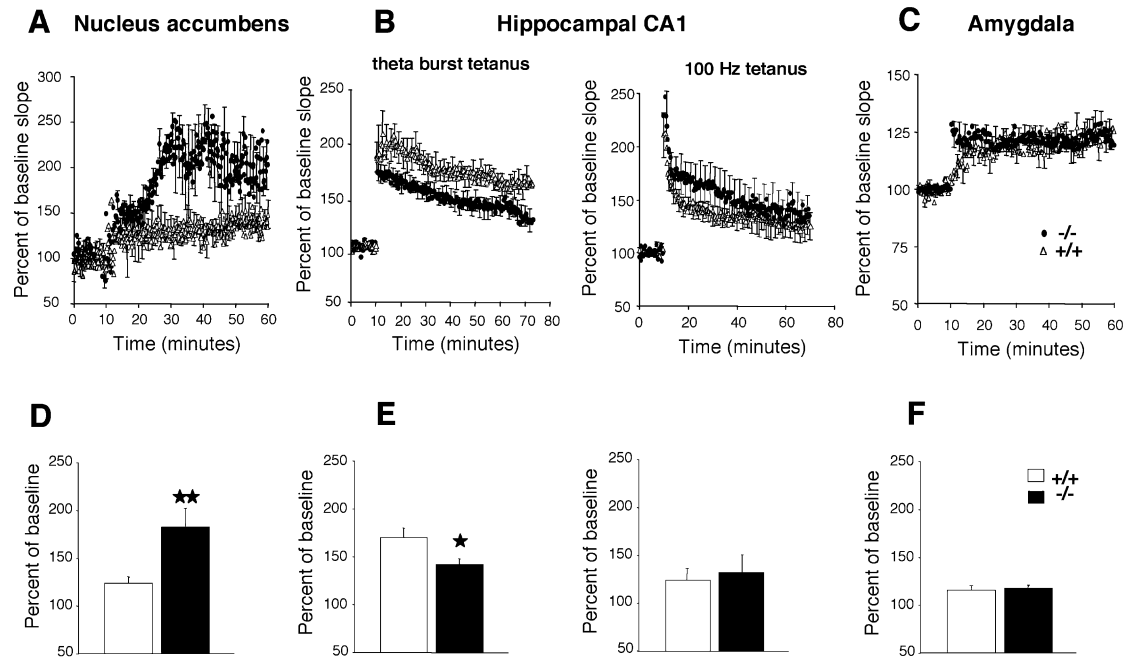 A Nucleus accumbens
B Hippocampal CA1
C Amygdala
theta burst tetanus
100 Hz tetanus
Percent of baseline slope
300
250
200
150
100
50
0 10 20 30 40 50 60
Time (minutes)
Percent of baseline slope
250
200
150
100
50
0 10 20 30 40 50 60 70 80
Time (minutes)
Percent of baseline slope
250
200
150
100
50
20 40 60 80
Time (minutes)
Percent of baseline slope
150
125
100
75
50
0 10 20 30 40 50 60
Time (minutes)
-/-
+/+
D
Percent of baseline
250
200
150
100
50
★★
E
Percent of baseline
250
200
150
100
50
★
Percent of baseline
250
200
150
100
50
F
Percent of baseline
250
200
150
100
50
+/+
-/-